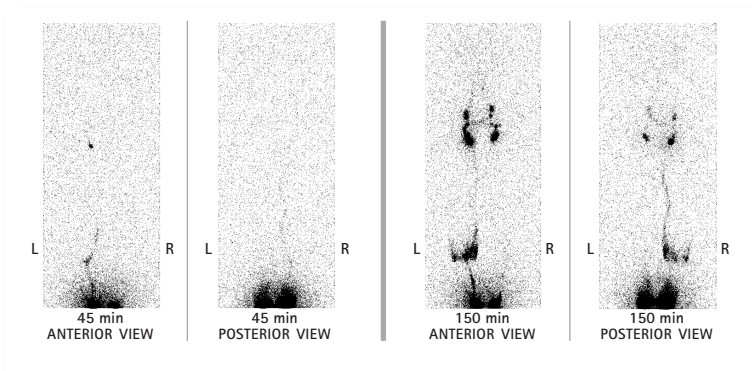 L R L R L R L R
45 min 45 min 150 min 150 min
ANTERIOR VIEW POSTERIOR VIEW ANTERIOR VIEW POSTERIOR VIEW